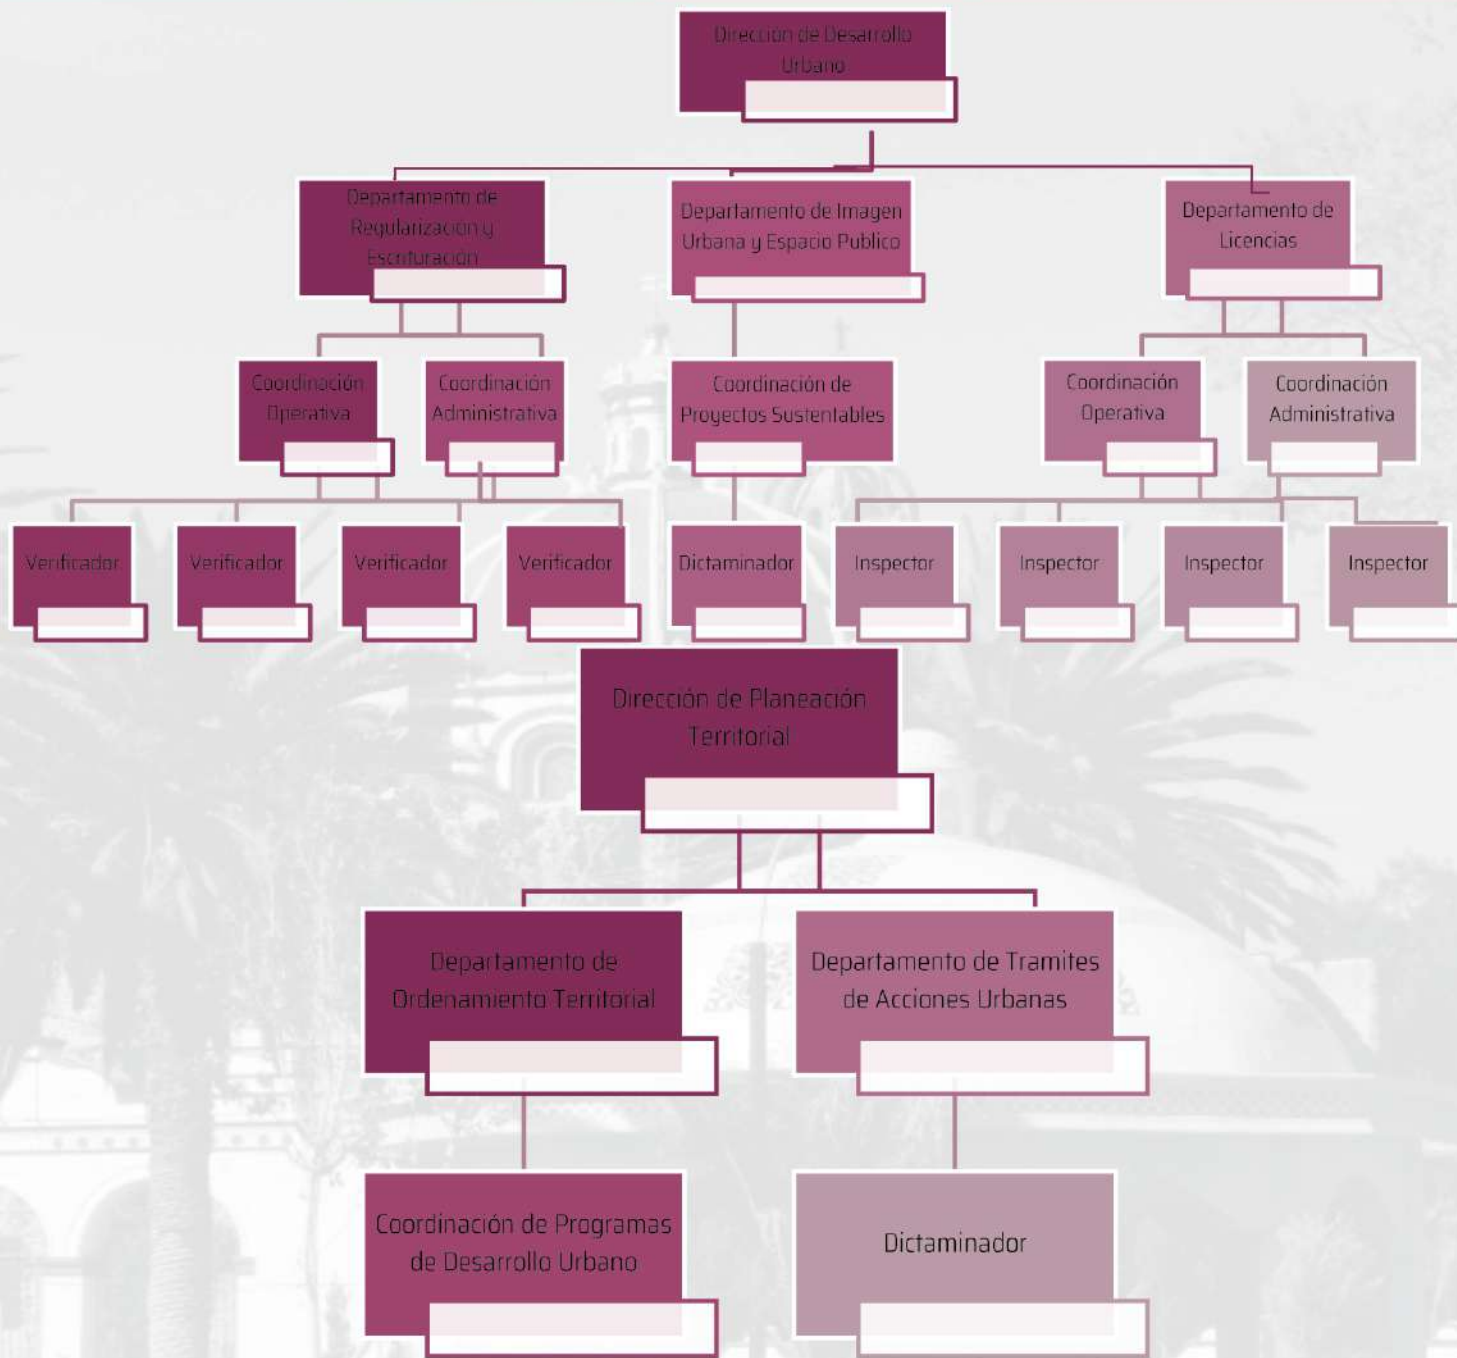 Dirección de Desarrollo
Urbano
Departamento de
Regularización y
Escrituración
Departamento de Imagen
Urbana y Espacio Publico
Departamento de
Licencias
Coordinación
Operativa
Coordinación
Administrativa
Coordinación de
Proyectos Sustentables
Coordinación
Operativa
Coordinación
Administrativa
Verificador
Verificador
Verificador
Verificador
Dictaminador
Inspector
Inspector
Inspector
Inspector
Dirección de Planeación
Territorial
Departamento de
Ordenamiento Territorial
Departamento de Tramites
de Acciones Urbanas
Coordinación de Programas
de Desarrollo Urbano
Dictaminador